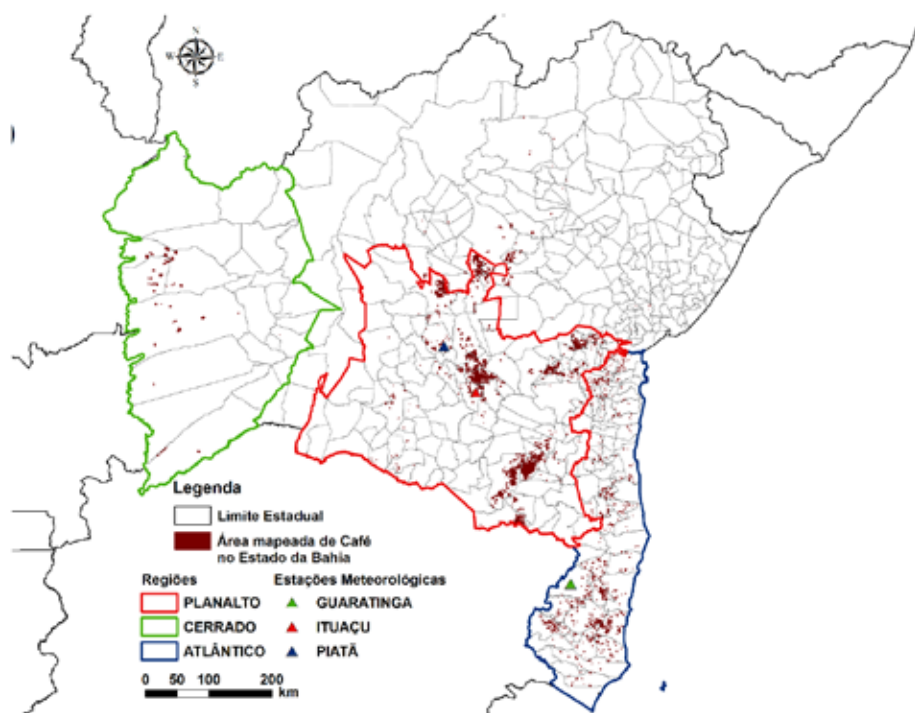 N
W E
S
Legenda
Limite Estadual
Área mapeada de Café
no Estado da Bahia
Regiões
Estações Meteorológicas
PLANALTO
GUARATINGA
CERRADO
ITUAÇU
ATLÂNTICO
PIATÃ
0 50 100 200
km